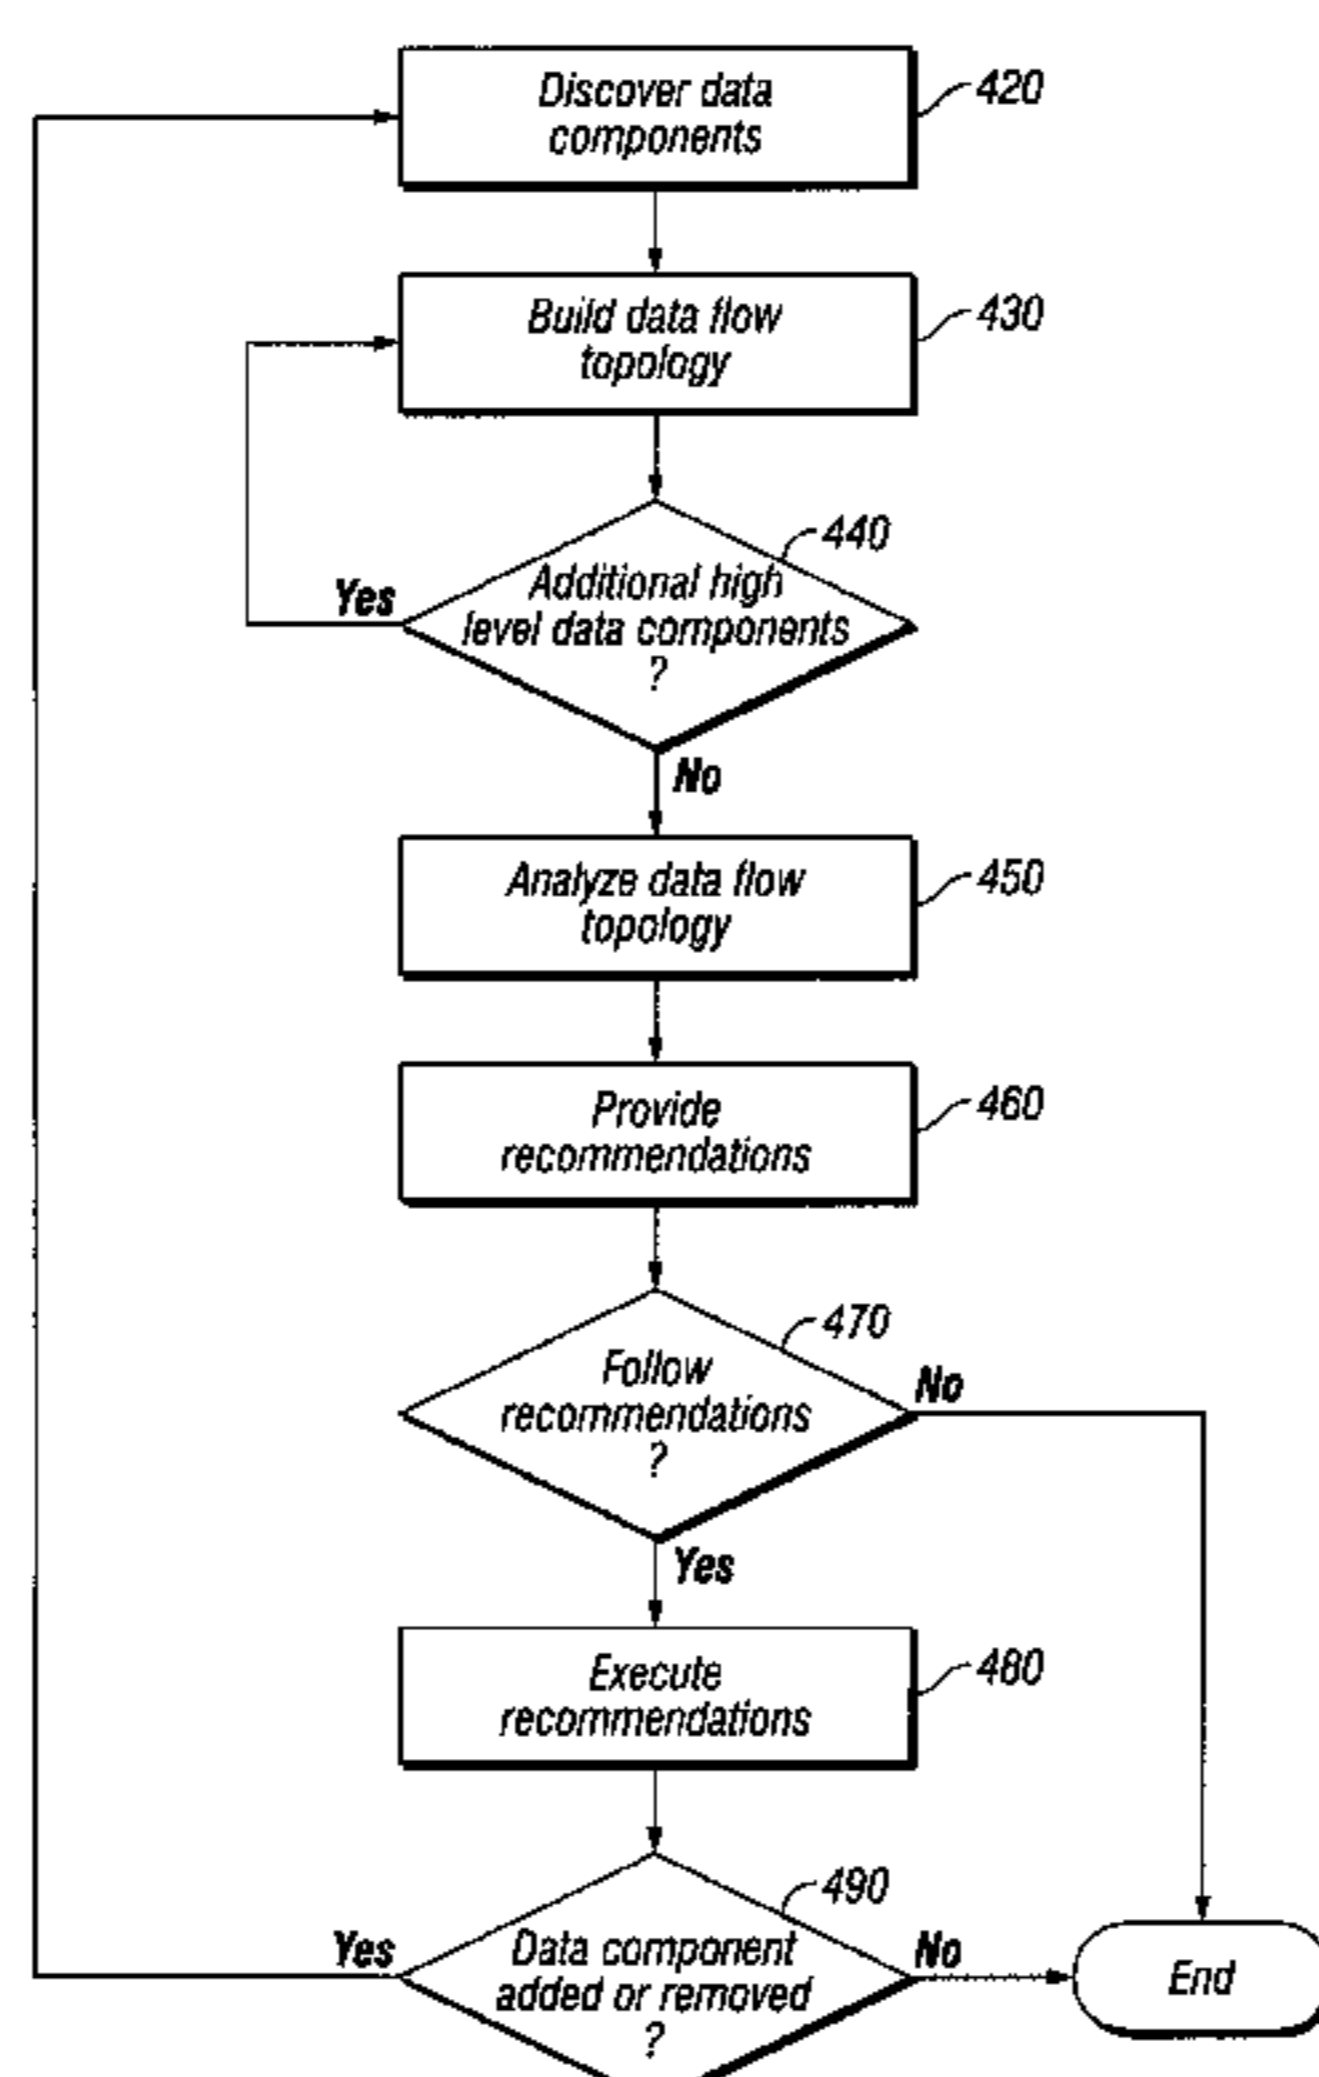 Discover data
components
420
Build data flow
topology
430
440
Additional high
level data components
?
Yes
No
Analyze data flow
topology
450
Provide
recommendations
460
470
Follow
recommendations
?
No
Yes
Execute
recommendations
480
490
Data component
added or removed
?
Yes
No
End